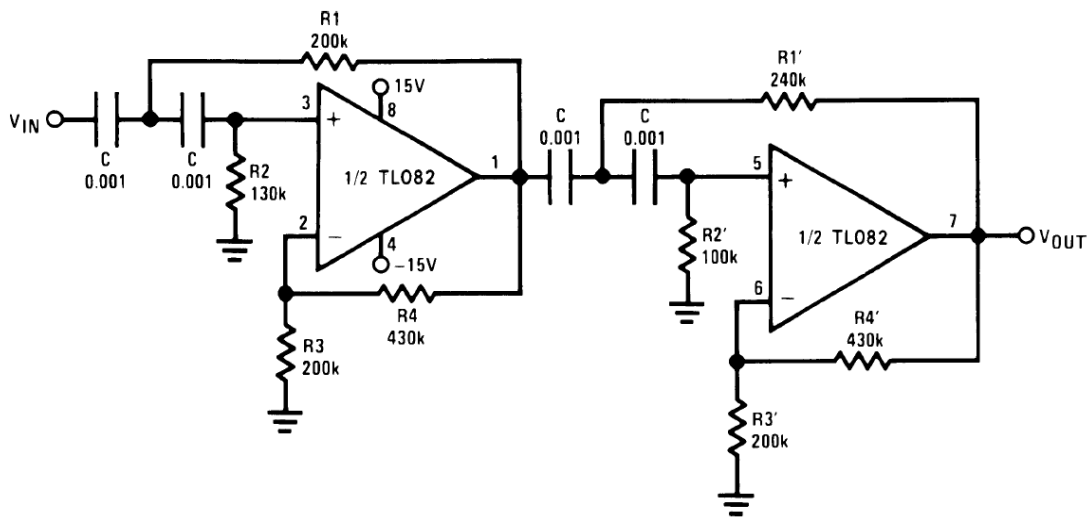 R1
200k
15V
8
3
+
V_IN
C
0.001
C
0.001
R2
130k
1/2 TL082
1
2
−
4
−15V
R4
430k
R3
200k
R1'
240k
C
0.001
C
0.001
5
+
R2'
100k
1/2 TL082
7
V_OUT
6
−
R4'
430k
R3'
200k